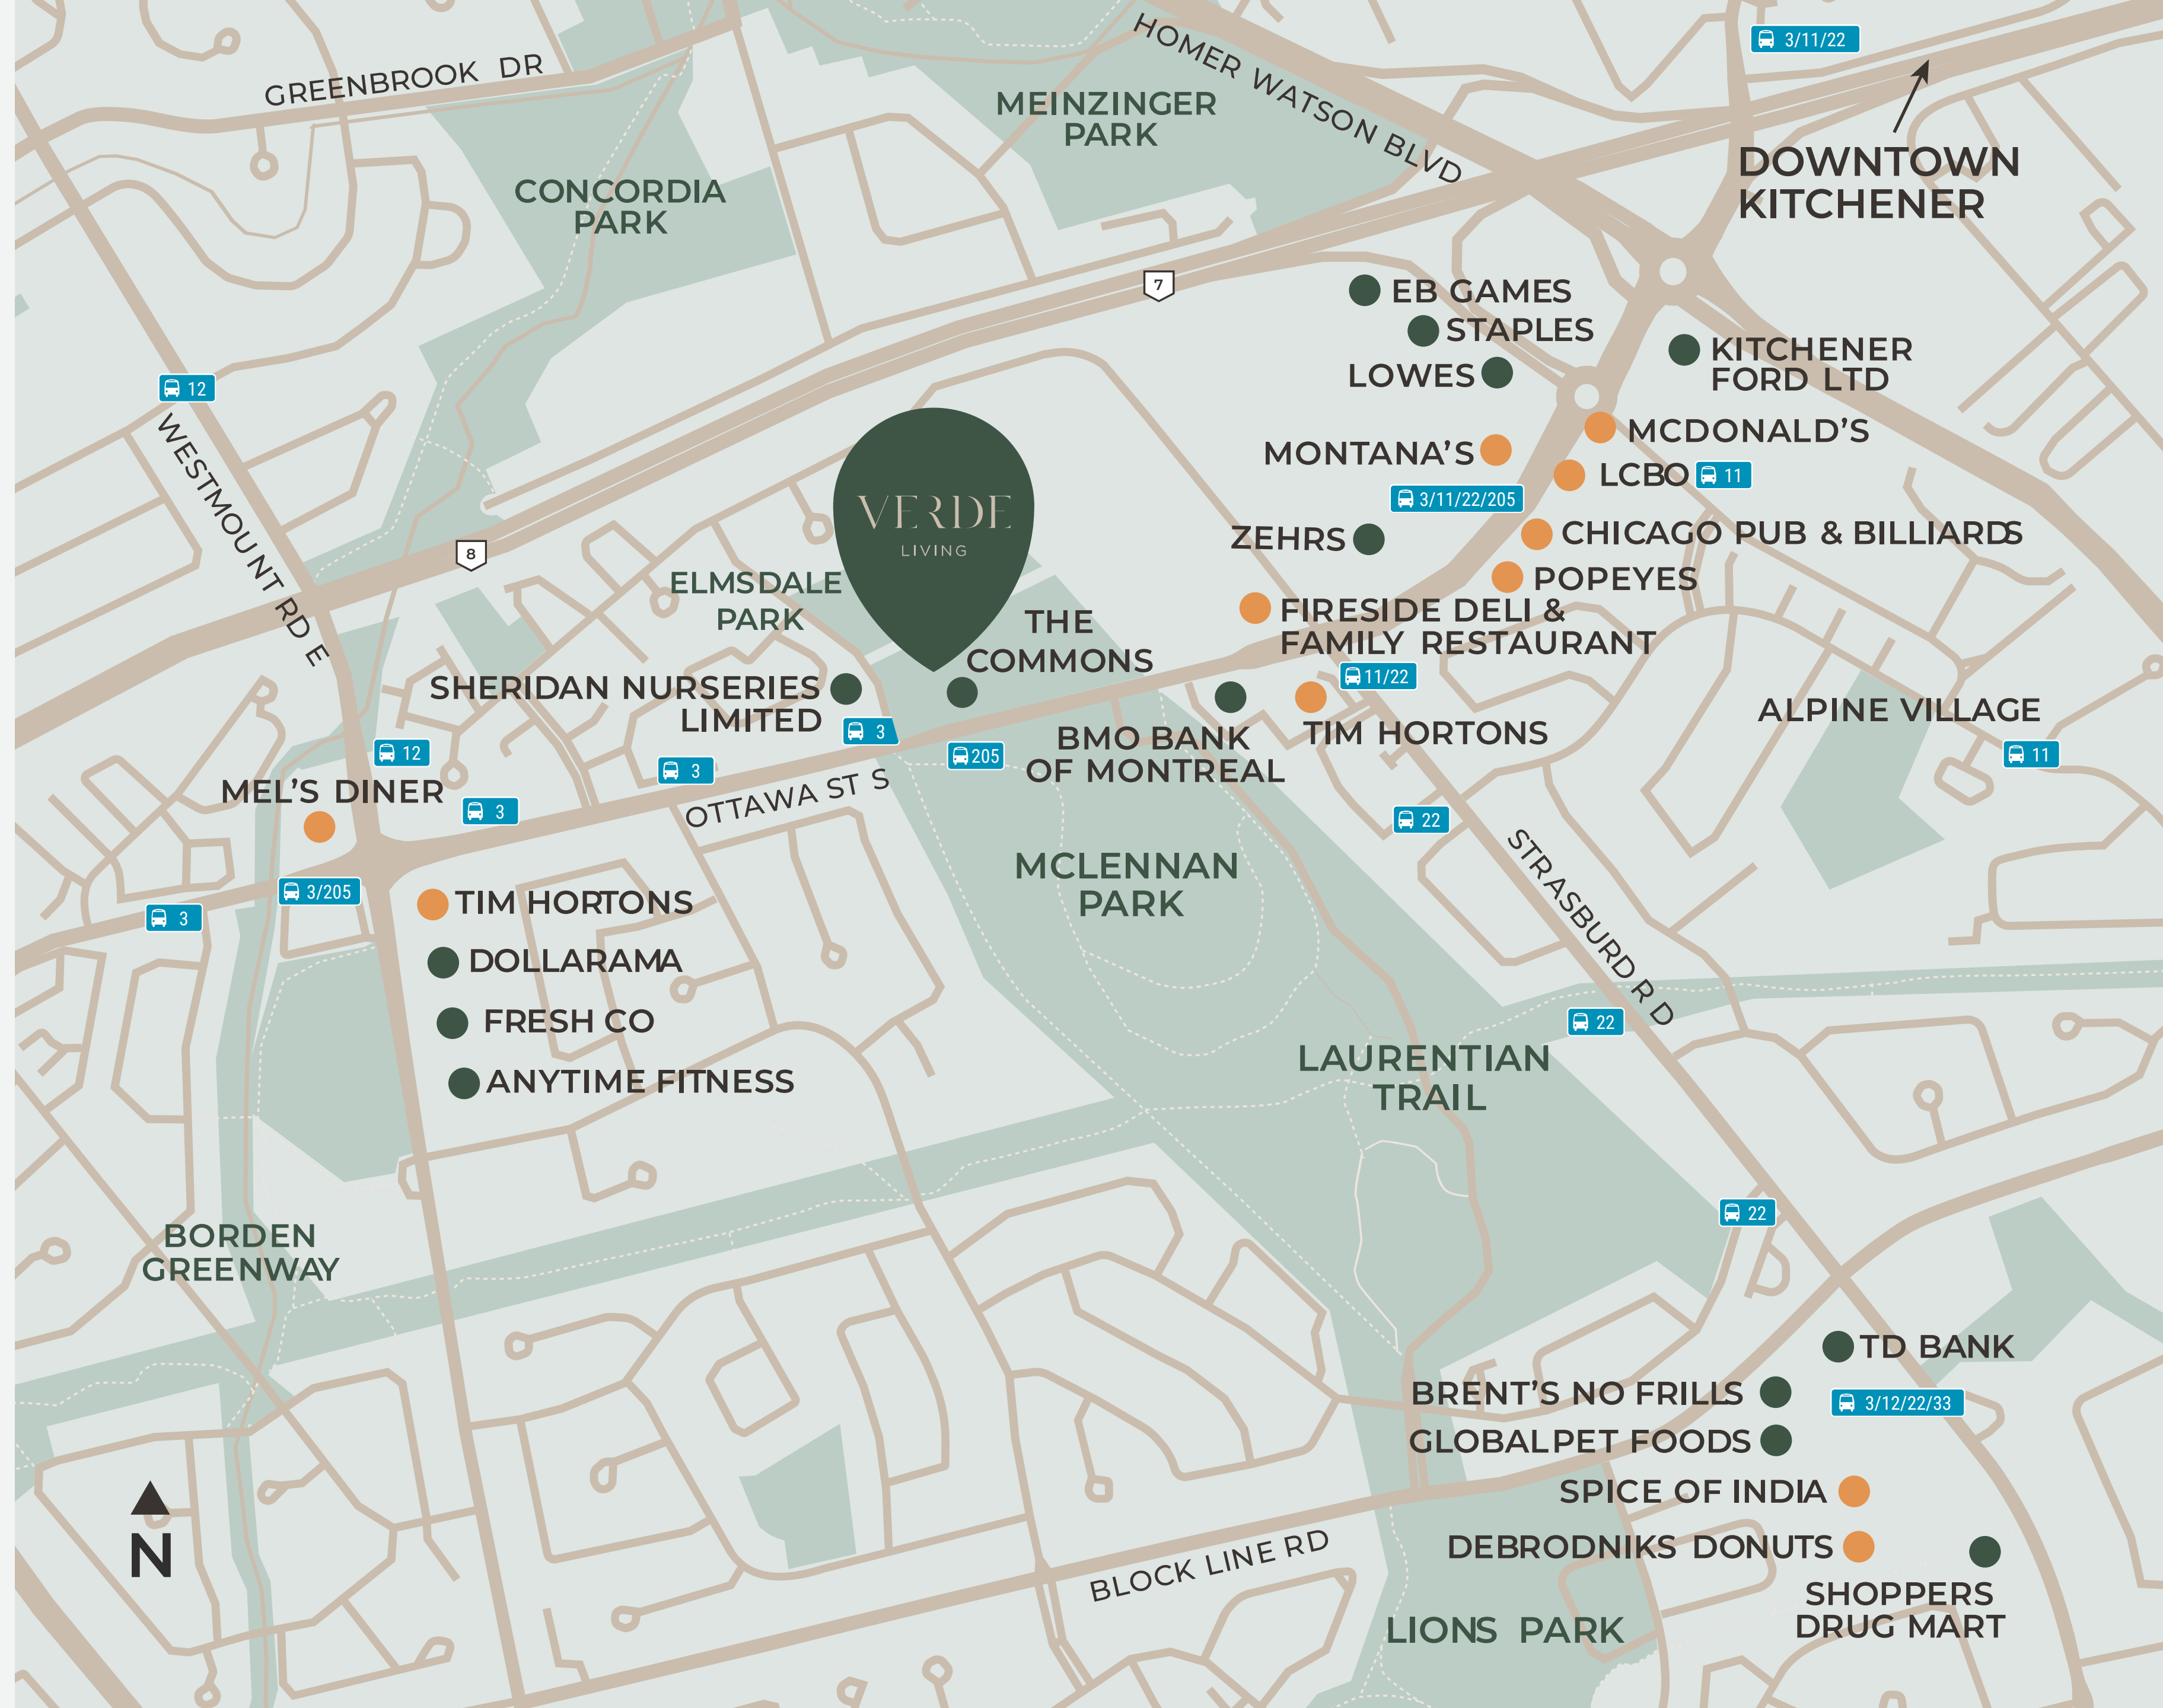 3/11/22
HOMER WATSON BLVD
GREENBROOK DR
MEINZINGER
PARK
DOWNTOWN
KITCHENER
CONCORDIA
PARK
7
EB GAMES
STAPLES
LOWES
KITCHENER
FORD LTD
12
WESTMOUNT RD E
MCDONALD'S
MONTANA'S
LCBO
11
3/11/22/205
VERDE
LIVING
ZEHRS
CHICAGO PUB & BILLIARDS
8
POPEYES
ELMSDALE
PARK
FIRESIDE DELI &
FAMILY RESTAURANT
THE
COMMONS
11/22
SHERIDAN NURSERIES
LIMITED
3
ALPINE VILLAGE
TIM HORTONS
BMO BANK
OF MONTREAL
205
11
12
3
MEL'S DINER
3
OTTAWA ST S
22
STRASBURD R D
MCLENNAN
PARK
3/205
3
TIM HORTONS
DOLLARAMA
FRESH CO
22
LAURENTIAN
TRAIL
ANYTIME FITNESS
22
BORDEN
GREENWAY
TD BANK
BRENT'S NO FRILLS
3/12/22/33
GLOBALPET FOODS
SPICE OF INDIA
N
DEBRODNIKS DONUTS
BLOCK LINE RD
SHOPPERS
DRUG MART
LIONS PARK